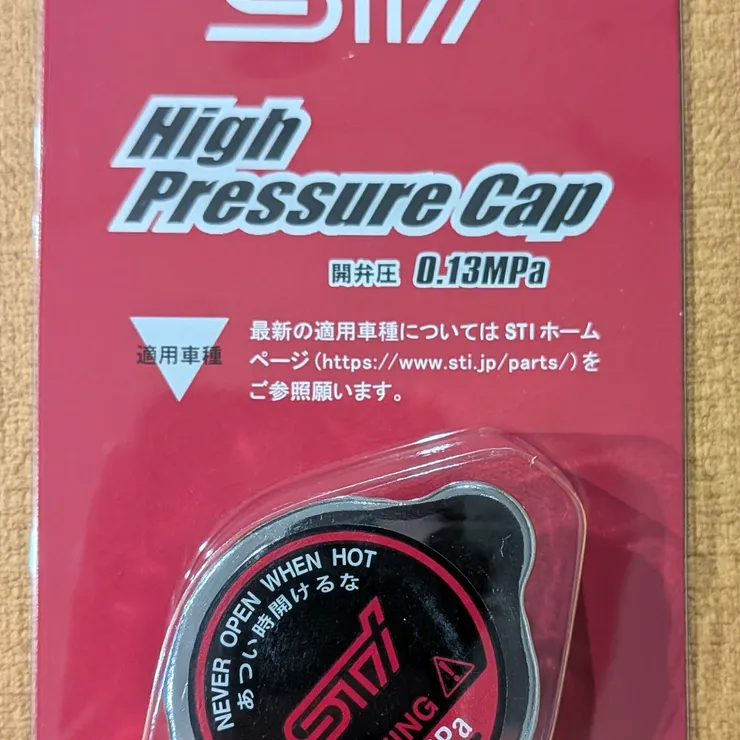 STI
High
Pressure Cap
開弁圧 0.13MPa
適用車種
最新の適用車種についてはSTIホーム
ページ(https://www.sti.jp/parts/)を
ご参照願います。
NEVER OPEN WHEN HOT
あつい時開けるな
STI